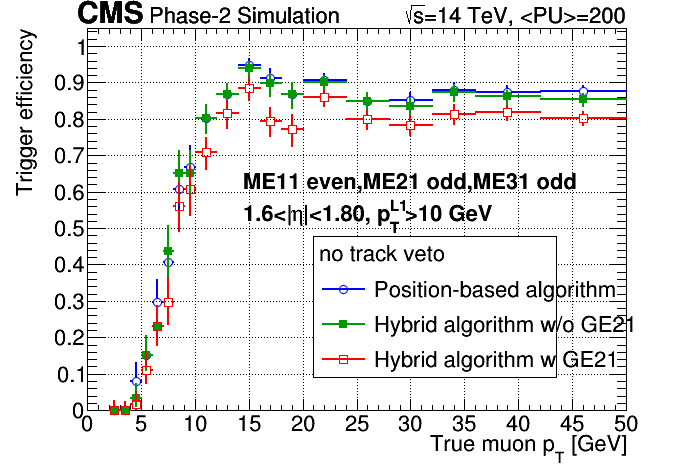 CMS Phase-2 Simulation √s=14 TeV, <PU>=200
Trigger efficiency
1
0.9
0.8
0.7
0.6
0.5
0.4
0.3
0.2
0.1
0
ME11 even,ME21 odd,ME31 odd
1.6<|η|<1.80, p_T^L1>10 GeV
no track veto
Position-based algorithm
Hybrid algorithm w/o GE21
Hybrid algorithm w GE21
0 5 10 15 20 25 30 35 40 45 50
True muon p_T [GeV]